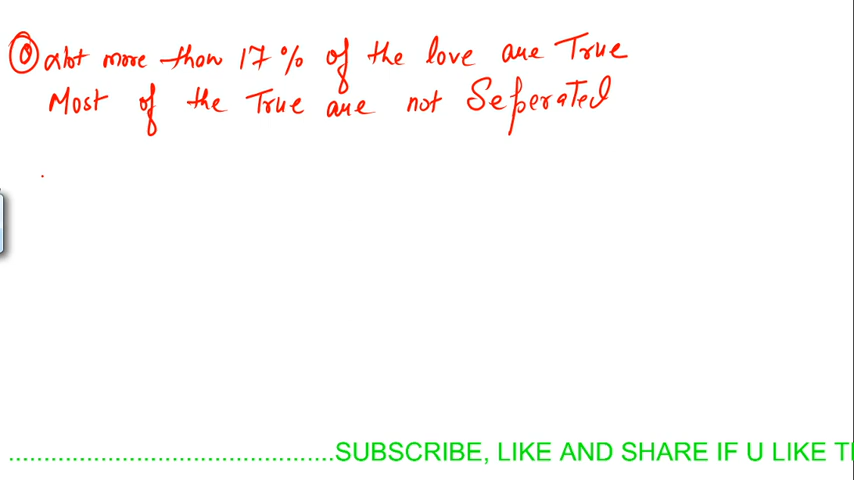 alot more than 17% of the love are True
Most of the True are not Seperated
............................................SUBSCRIBE, LIKE AND SHARE IF U LIKE